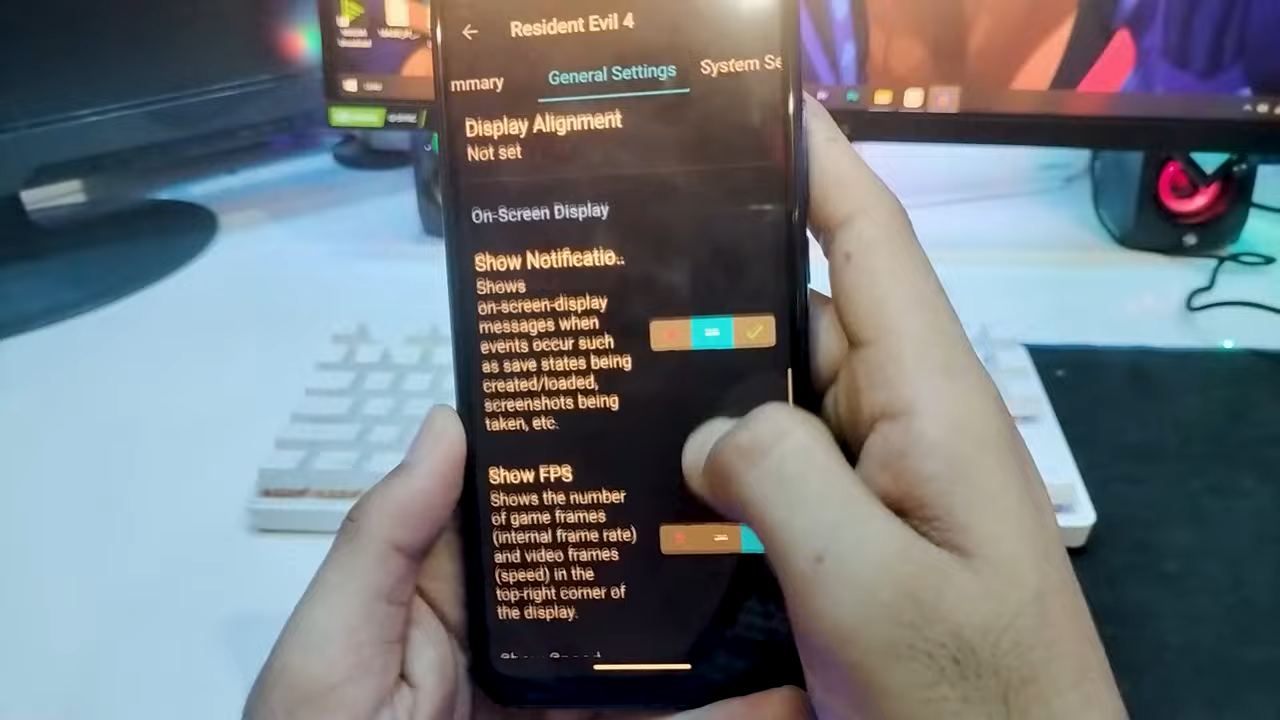 Resident Evil 4
mmary
General Settings
System Se
Display Alignment
Not set
On-Screen Display
Show Notificatio..
Shows
on-screen-display
messages when
events occur such
as save states being
created/loaded,
screenshots being
taken, etc.
Show FPS
Shows the number
of game frames
(internal frame rate)
and video frames
(speed) in the
top-right corner of
the display.